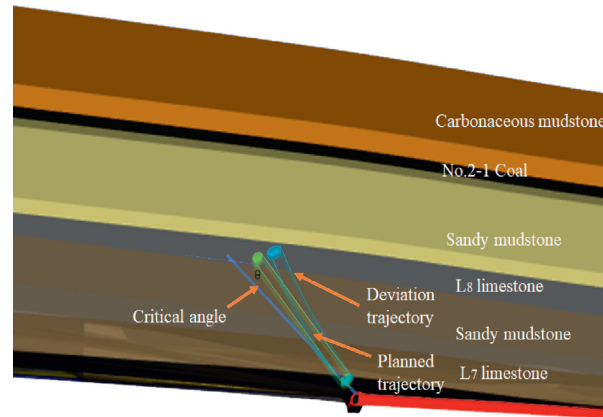 Carbonaceous mudstone
No.2-1 Coal
Sandy mudstone
θ
L8 limestone
Deviation
trajectory
Critical angle
Sandy mudstone
Planned
trajectory
L7 limestone